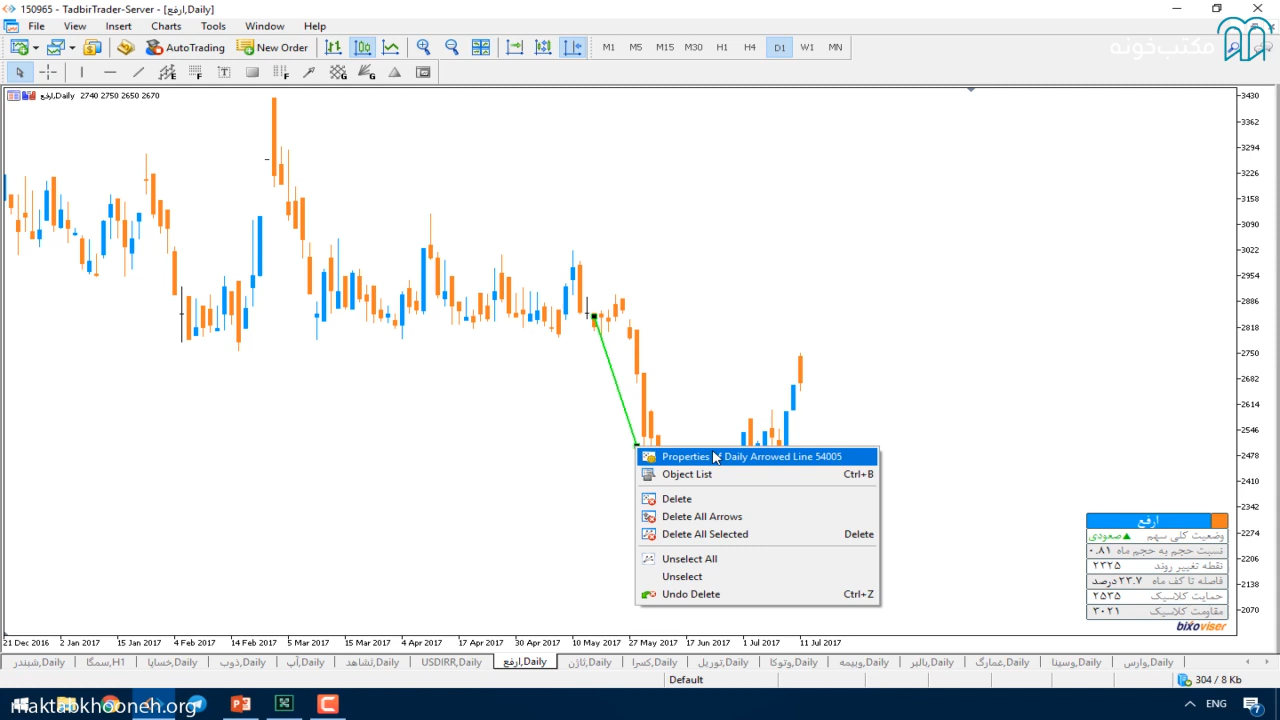 150965 - TadbirTrader-Server - [ارفع,Daily]
File View Insert Charts Tools Window Help
AutoTrading New Order M1 M5 M15 M30 H1 H4 D1 W1 MN
مکتب‌خونه
ارفع,Daily 2740 2750 2650 2670
3430
3362
3294
3226
3158
3090
3022
2954
2886
2818
2750
2682
2614
2546
2478
2410
2342
2274
2206
2138
2070
Properties of Daily Arrowed Line 54005
Object List Ctrl+B
Delete
Delete All Arrows
Delete All Selected Delete
Unselect All
Unselect
Undo Delete Ctrl+Z
ارفع
وضعیت کلی سهم ▲صعودی
نسبت حجم به حجم ماه ۰.۸۱
نقطه تغییر روند ۲۳۲۵
فاصله تا کف ماه ۲۳.۷ درصد
حمایت کلاسیک ۲۵۳۵
مقاومت کلاسیک ۳۰۲۱
bixoviser
21 Dec 2016 2 Jan 2017 15 Jan 2017 4 Feb 2017 14 Feb 2017 5 Mar 2017 15 Mar 2017 4 Apr 2017 17 Apr 2017 30 Apr 2017 10 May 2017 27 May 2017 17 Jun 2017 1 Jul 2017 11 Jul 2017
شبندر,Daily سمگا,H1 خساپا,Daily ذوب,Daily آپ,Daily ثشاهد,Daily USDIRR,Daily ارفع,Daily تاژن,Daily کسرا,Daily توریل,Daily وتوکا,Daily وبیمه,Daily بالبر,Daily غمارگ,Daily وسینا,Daily وارس,Daily
Default 304 / 8 Kb
maktabkhooneh.org
ENG
7